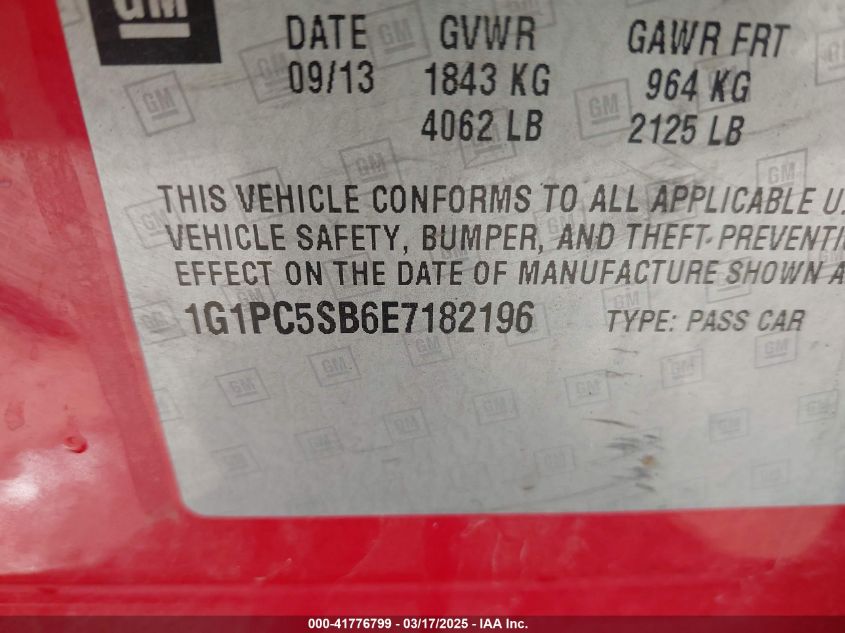 GM
DATE GVWR GAWR FRT
09/13 1843 KG 964 KG
4062 LB 2125 LB
THIS VEHICLE CONFORMS TO ALL APPLICABLE U.
VEHICLE SAFETY, BUMPER, AND THEFT PREVENTI
EFFECT ON THE DATE OF MANUFACTURE SHOWN A
1G1PC5SB6E7182196 TYPE: PASS CAR
000-41776799 - 03/17/2025 - IAA Inc.